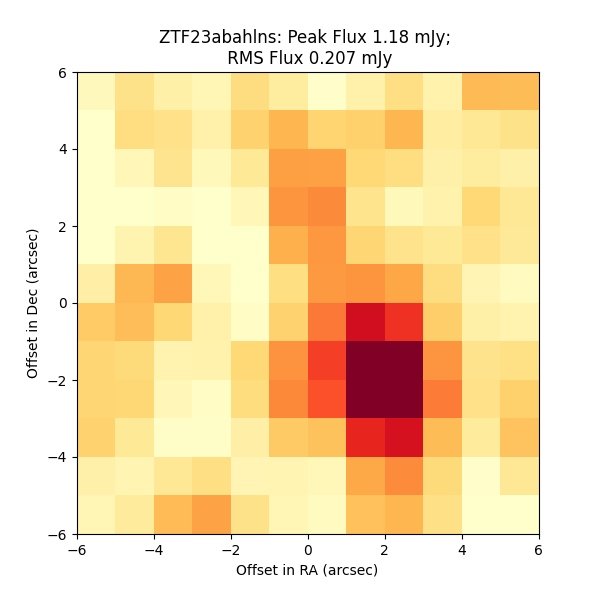 ZTF23abahlns: Peak Flux 1.18 mJy;
RMS Flux 0.207 mJy
6
4
2
0
−2
−4
−6
Offset in Dec (arcsec)
−6 −4 −2 0 2 4 6
Offset in RA (arcsec)